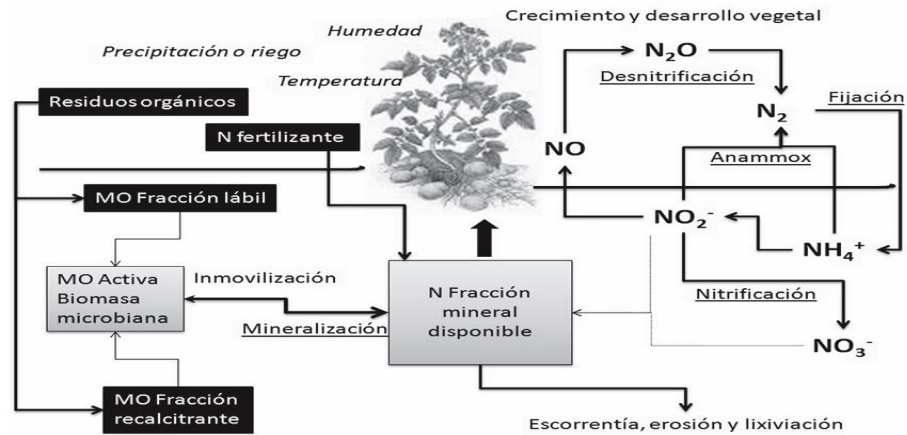 Crecimiento y desarrollo vegetal
Humedad
Precipitación o riego
Temperatura
N₂O
Desnitrificación
Residuos orgánicos
N₂
Fijación
N fertilizante
NO
Anammox
MO Fracción lábil
NO₂⁻
NH₄⁺
MO Activa
Biomasa
microbiana
Inmovilización
Mineralización
N Fracción
mineral
disponible
Nitrificación
NO₃⁻
MO Fracción
recalcitrante
Escorrentía, erosión y lixiviación